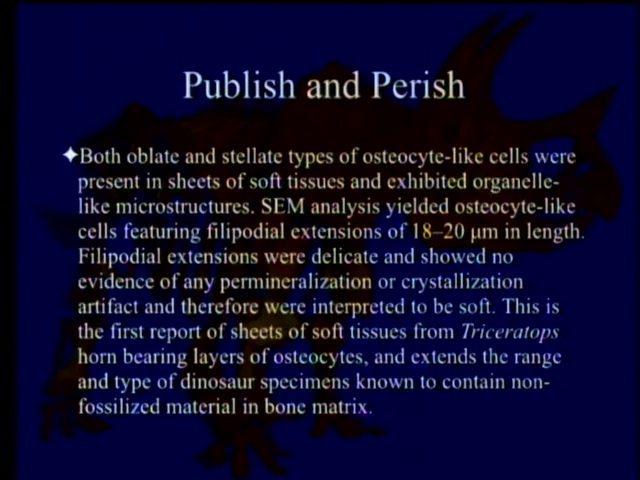 Publish and Perish
✦Both oblate and stellate types of osteocyte-like cells were
present in sheets of soft tissues and exhibited organelle-
like microstructures. SEM analysis yielded osteocyte-like
cells featuring filipodial extensions of 18–20 μm in length.
Filipodial extensions were delicate and showed no
evidence of any permineralization or crystallization
artifact and therefore were interpreted to be soft. This is
the first report of sheets of soft tissues from Triceratops
horn bearing layers of osteocytes, and extends the range
and type of dinosaur specimens known to contain non-
fossilized material in bone matrix.